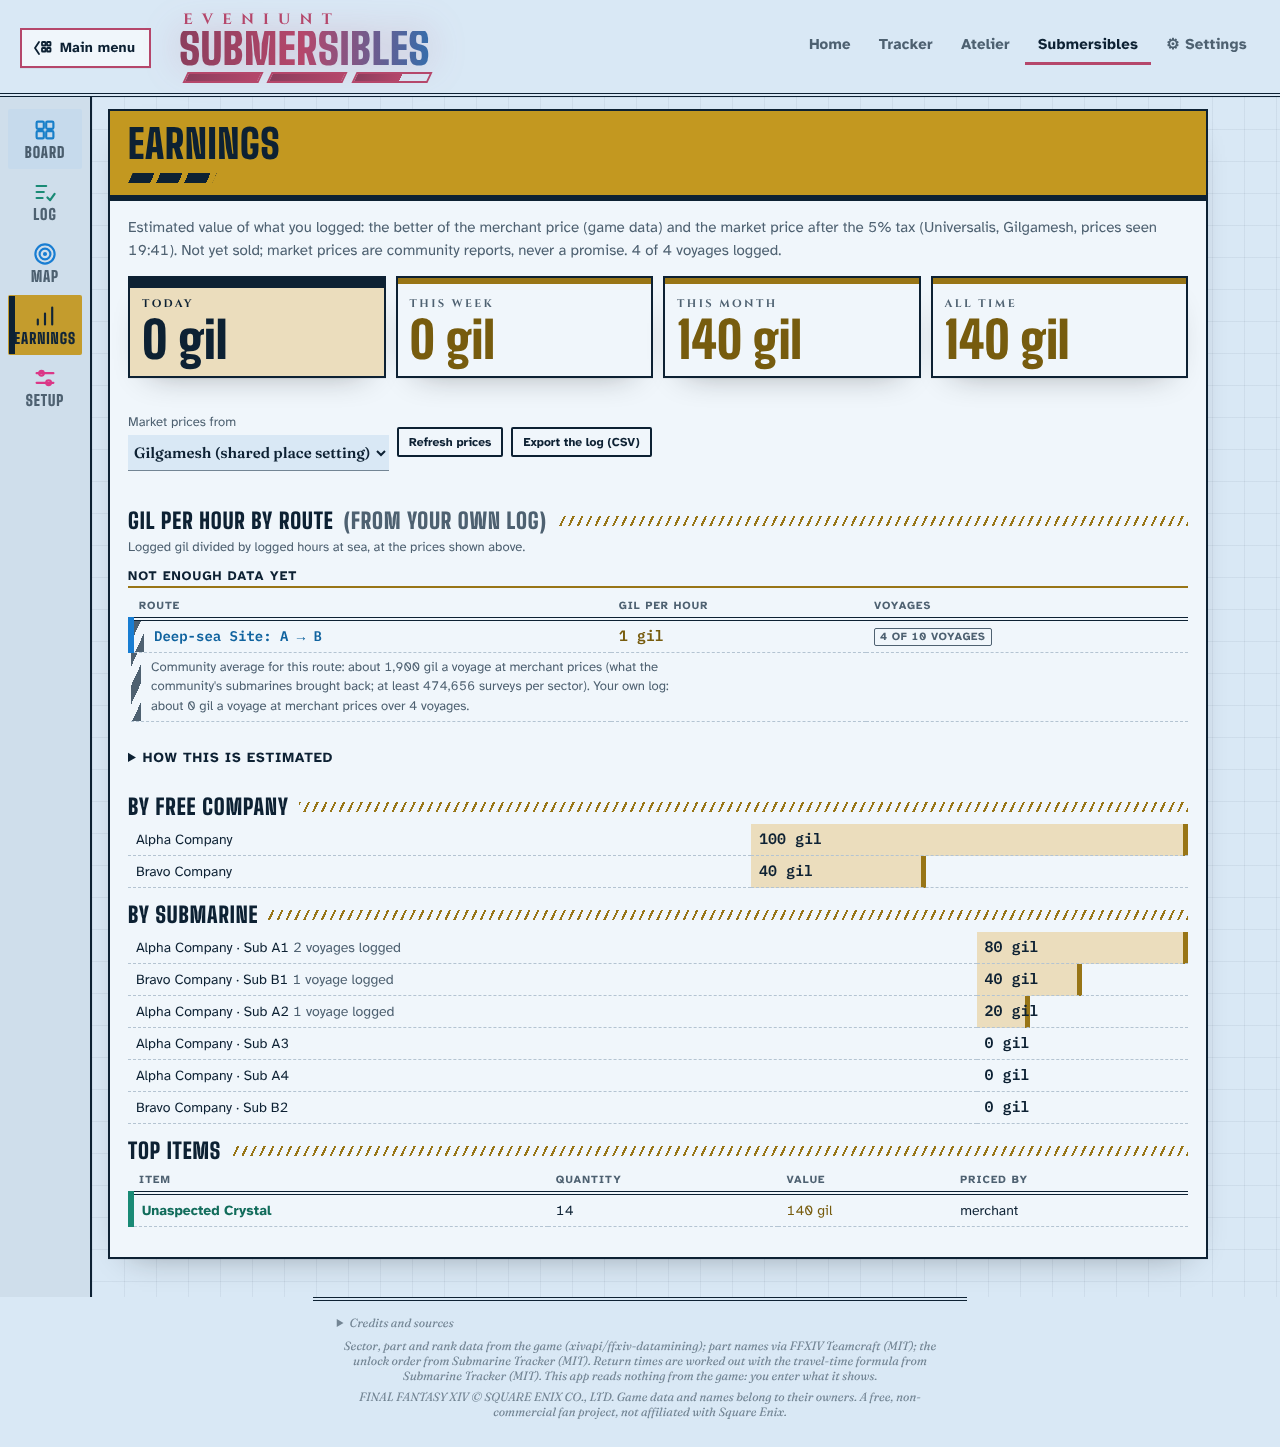 Main menu
EVENIUNT
SUBMERSIBLES
Home
Tracker
Atelier
Submersibles
⚙ Settings
BOARD
LOG
MAP
EARNINGS
SETUP
EARNINGS
Estimated value of what you logged: the better of the merchant price (game data) and the market price after the 5% tax (Universalis, Gilgamesh, prices seen
19:41). Not yet sold; market prices are community reports, never a promise. 4 of 4 voyages logged.
TODAY
0 gil
THIS WEEK
0 gil
THIS MONTH
140 gil
ALL TIME
140 gil
Market prices from
Gilgamesh (shared place setting)
Refresh prices
Export the log (CSV)
GIL PER HOUR BY ROUTE (FROM YOUR OWN LOG)
Logged gil divided by logged hours at sea, at the prices shown above.
NOT ENOUGH DATA YET
ROUTE GIL PER HOUR VOYAGES
Deep-sea Site: A → B 1 gil 4 OF 10 VOYAGES
Community average for this route: about 1,900 gil a voyage at merchant prices (what the
community's submarines brought back; at least 474,656 surveys per sector). Your own log:
about 0 gil a voyage at merchant prices over 4 voyages.
▶ HOW THIS IS ESTIMATED
BY FREE COMPANY
Alpha Company 100 gil
Bravo Company 40 gil
BY SUBMARINE
Alpha Company · Sub A1 2 voyages logged 80 gil
Bravo Company · Sub B1 1 voyage logged 40 gil
Alpha Company · Sub A2 1 voyage logged 20 gil
Alpha Company · Sub A3 0 gil
Alpha Company · Sub A4 0 gil
Bravo Company · Sub B2 0 gil
TOP ITEMS
ITEM QUANTITY VALUE PRICED BY
Unaspected Crystal 14 140 gil merchant
▶ Credits and sources
Sector, part and rank data from the game (xivapi/ffxiv-datamining); part names via FFXIV Teamcraft (MIT); the
unlock order from Submarine Tracker (MIT). Return times are worked out with the travel-time formula from
Submarine Tracker (MIT). This app reads nothing from the game: you enter what it shows.
FINAL FANTASY XIV © SQUARE ENIX CO., LTD. Game data and names belong to their owners. A free, non-
commercial fan project, not affiliated with Square Enix.